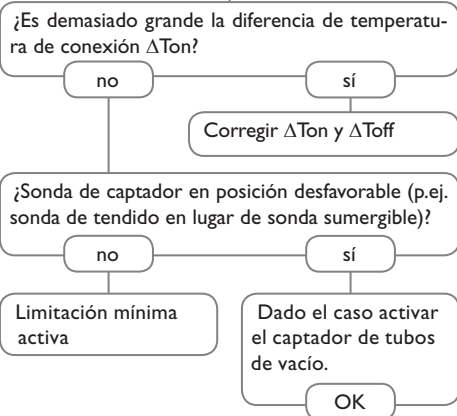 ¿Es demasiado grande la diferencia de temperatu-
ra de conexión ΔTon?
no
sí
Corregir ΔTon y ΔToff
¿Sonda de captador en posición desfavorable (p.ej.
sonda de tendido en lugar de sonda sumergible)?
no
sí
Limitación mínima
activa
Dado el caso activar
el captador de tubos
de vacío.
OK